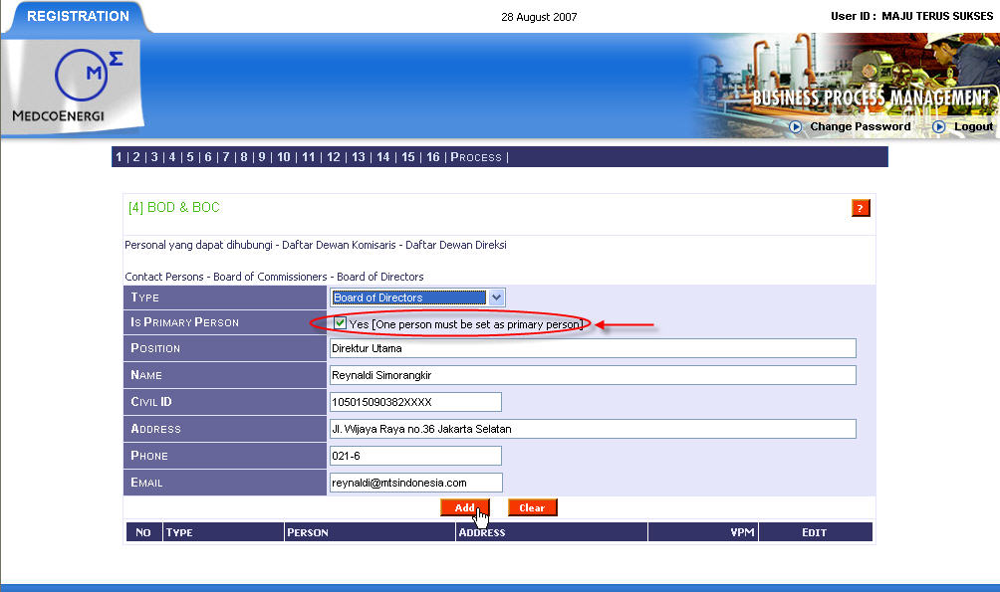 REGISTRATION
28 August 2007
User ID : MAJU TERUS SUKSES
M Σ
MEDCOENERGI
BUSINESS PROCESS MANAGEMENT
Change Password
Logout
1 | 2 | 3 | 4 | 5 | 6 | 7 | 8 | 9 | 10 | 11 | 12 | 13 | 14 | 15 | 16 | PROCESS |
[4] BOD & BOC
?
Personal yang dapat dihubungi - Daftar Dewan Komisaris - Daftar Dewan Direksi
Contact Persons - Board of Commissioners - Board of Directors
TYPE Board of Directors
IS PRIMARY PERSON Yes [One person must be set as primary person]
POSITION Direktur Utama
NAME Reynaldi Simorangkir
CIVIL ID 105015090382XXXX
ADDRESS Jl. Wijaya Raya no.36 Jakarta Selatan
PHONE 021-6
EMAIL reynaldi@mtsindonesia.com
Add Clear
NO TYPE PERSON ADDRESS VPM EDIT